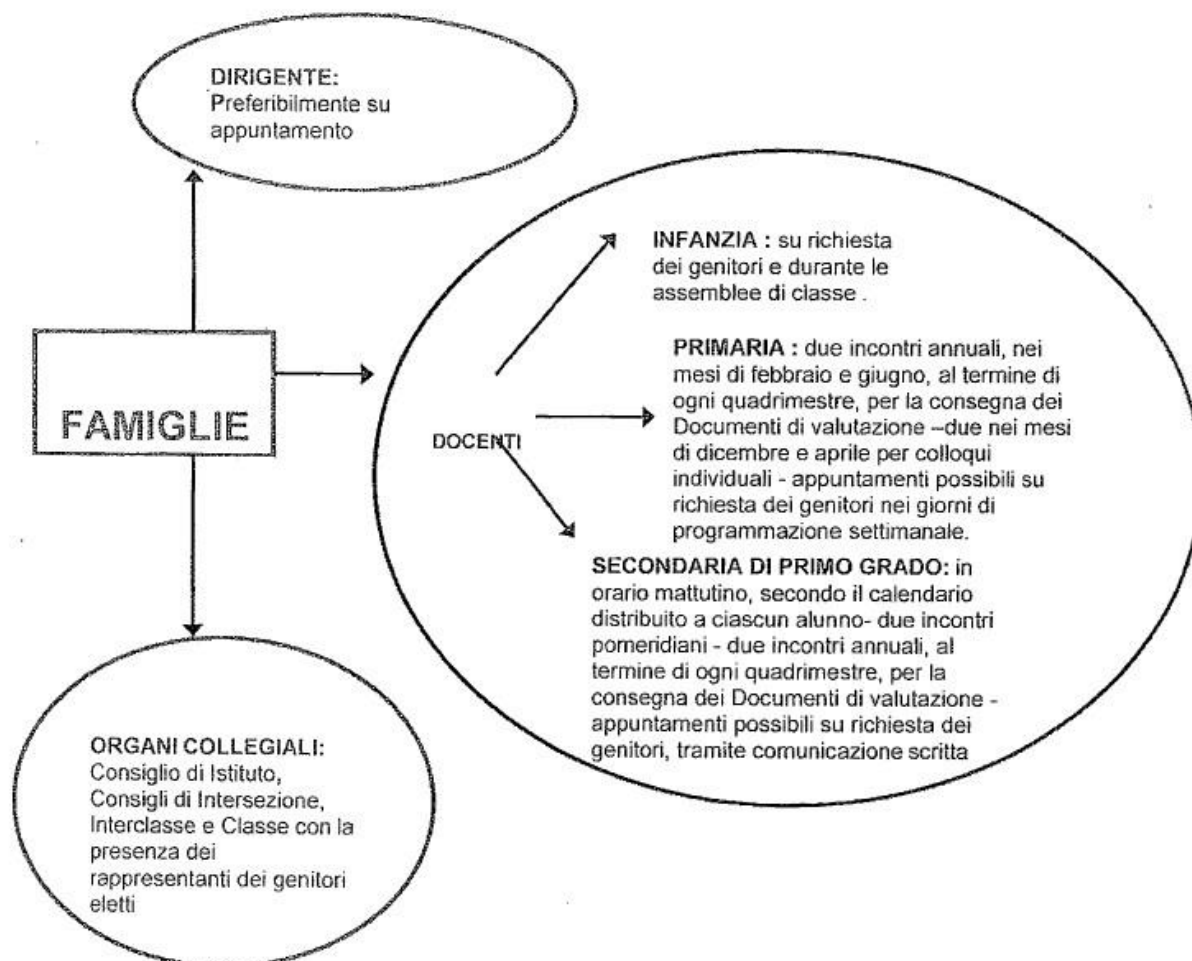 DIRIGENTE:
Preferibilmente su
appuntamento
INFANZIA : su richiesta
dei genitori e durante le
assemblee di classe .
PRIMARIA : due incontri annuali, nei
mesi di febbraio e giugno, al termine di
ogni quadrimestre, per la consegna dei
Documenti di valutazione –due nei mesi
di dicembre e aprile per colloqui
individuali - appuntamenti possibili su
richiesta dei genitori nei giorni di
programmazione settimanale.
FAMIGLIE
DOCENTI
SECONDARIA DI PRIMO GRADO: in
orario mattutino, secondo il calendario
distribuito a ciascun alunno- due incontri
pomeridiani - due incontri annuali, al
termine di ogni quadrimestre, per la
consegna dei Documenti di valutazione -
appuntamenti possibili su richiesta dei
genitori, tramite comunicazione scritta
ORGANI COLLEGIALI:
Consiglio di Istituto,
Consigli di Intersezione,
Interclasse e Classe con la
presenza dei
rappresentanti dei genitori
eletti